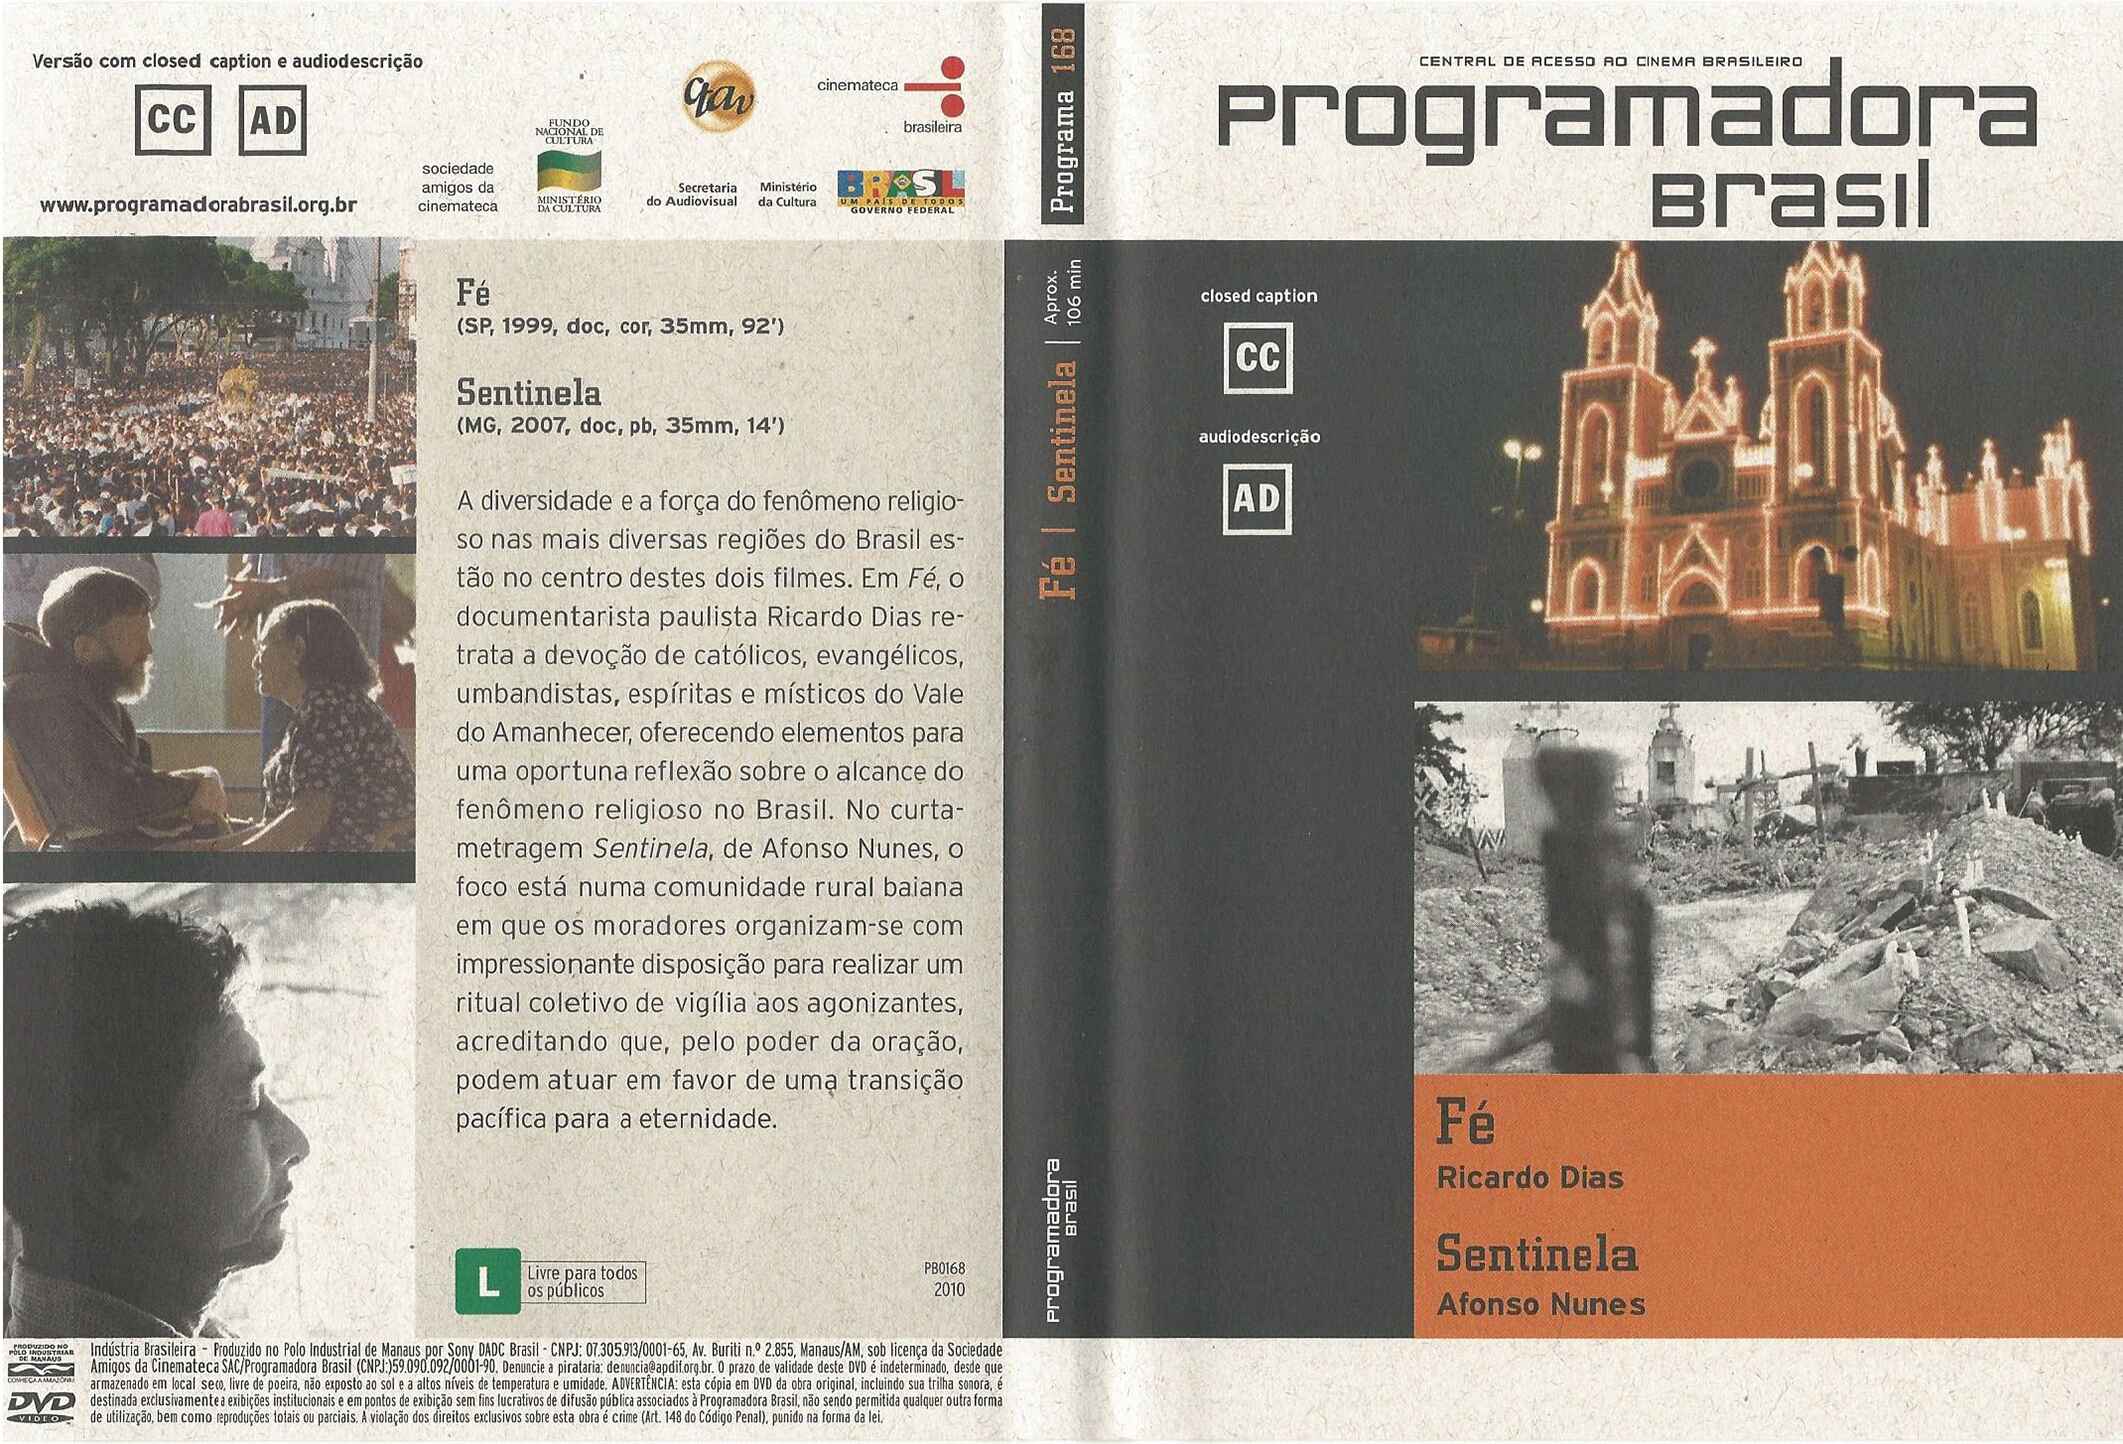 Versão com closed caption e audiodescrição
CC AD
www.programadorabrasil.org.br
sociedade
amigos da
cinemateca
FUNDO
NACIONAL DE
CULTURA
MINISTÉRIO
DA CULTURA
ctav
Secretaria
do Audiovisual
Ministério
da Cultura
cinemateca
brasileira
BRASIL
UM PAÍS DE TODOS
GOVERNO FEDERAL
Fé
(SP, 1999, doc, cor, 35mm, 92')
Sentinela
(MG, 2007, doc, pb, 35mm, 14')
A diversidade e a força do fenômeno religio-
so nas mais diversas regiões do Brasil es-
tão no centro destes dois filmes. Em Fé, o
documentarista paulista Ricardo Dias re-
trata a devoção de católicos, evangélicos,
umbandistas, espíritas e místicos do Vale
do Amanhecer, oferecendo elementos para
uma oportuna reflexão sobre o alcance do
fenômeno religioso no Brasil. No curta-
metragem Sentinela, de Afonso Nunes, o
foco está numa comunidade rural baiana
em que os moradores organizam-se com
impressionante disposição para realizar um
ritual coletivo de vigília aos agonizantes,
acreditando que, pelo poder da oração,
podem atuar em favor de uma transição
pacífica para a eternidade.
L
Livre para todos
os públicos
PB0168
2010
PRODUZIDO NO
PÓLO INDUSTRIAL
DE MANAUS
CONHEÇA A AMAZÔNIA
DVD
VIDEO
Indústria Brasileira - Produzido no Polo Industrial de Manaus por Sony DADC Brasil - CNPJ: 07.305.913/0001-65, Av. Buriti n.º 2.855, Manaus/AM, sob licença da Sociedade
Amigos da Cinemateca SAC/Programadora Brasil (CNPJ:)59.090.092/0001-90. Denuncie a pirataria: denuncia@apdif.org.br. O prazo de validade deste DVD é indeterminado, desde que
armazenado em local seco, livre de poeira, não exposto ao sol e a altos níveis de temperatura e umidade. ADVERTÊNCIA: esta cópia em DVD da obra original, incluindo sua trilha sonora, é
destinada exclusivamente a exibições institucionais e em pontos de exibição sem fins lucrativos de difusão pública associados à Programadora Brasil, não sendo permitida qualquer outra forma
de utilização, bem como reproduções totais ou parciais. A violação dos direitos exclusivos sobre esta obra é crime (Art. 148 do Código Penal), punido na forma da lei.
Programa 168
Aprox.
106 min
Fé | Sentinela |
programadora
Brasil
CENTRAL DE ACESSO AO CINEMA BRASILEIRO
programadora
Brasil
closed caption
CC
audiodescrição
AD
Fé
Ricardo Dias
Sentinela
Afonso Nunes